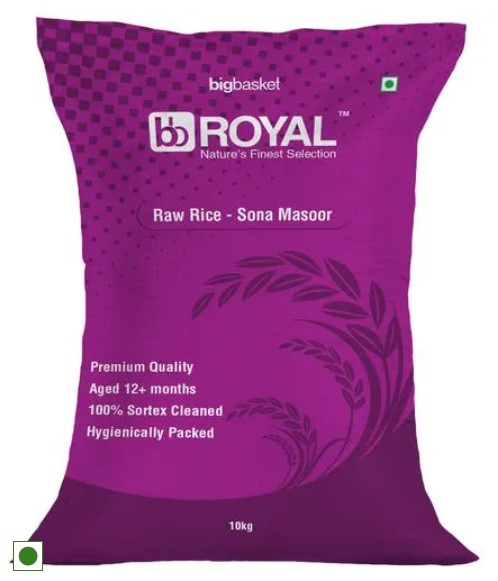 bigbasket
bb ROYAL™
Nature's Finest Selection
Raw Rice - Sona Masoor
Premium Quality
Aged 12+ months
100% Sortex Cleaned
Hygienically Packed
10kg